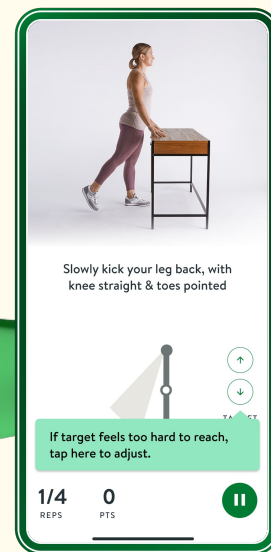 Slowly kick your leg back, with
knee straight & toes pointed
If target feels too hard to reach,
tap here to adjust.
1/4
REPS
0
PTS